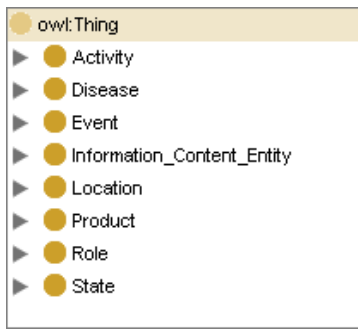 owl:Thing
Activity
Disease
Event
Information_Content_Entity
Location
Product
Role
State